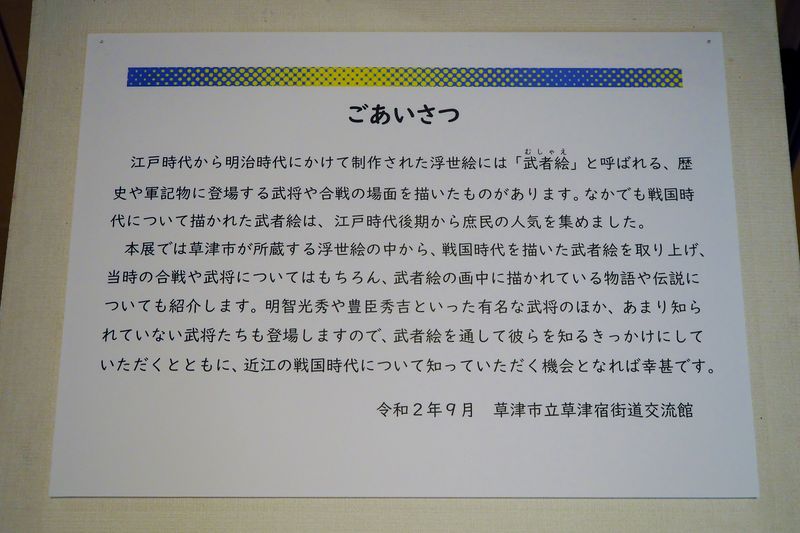 ごあいさつ
江戸時代から明治時代にかけて制作された浮世絵には「武者絵」と呼ばれる、歴
むしゃえ
史や軍記物に登場する武将や合戦の場面を描いたものがあります。なかでも戦国時
代について描かれた武者絵は、江戸時代後期から庶民の人気を集めました。
本展では草津市が所蔵する浮世絵の中から、戦国時代を描いた武者絵を取り上げ、
当時の合戦や武将についてはもちろん、武者絵の画中に描かれている物語や伝説に
ついても紹介します。明智光秀や豊臣秀吉といった有名な武将のほか、あまり知ら
れていない武将たちも登場しますので、武者絵を通して彼らを知るきっかけにして
いただくとともに、近江の戦国時代について知っていただく機会となれば幸甚です。
令和２年９月　草津市立草津宿街道交流館